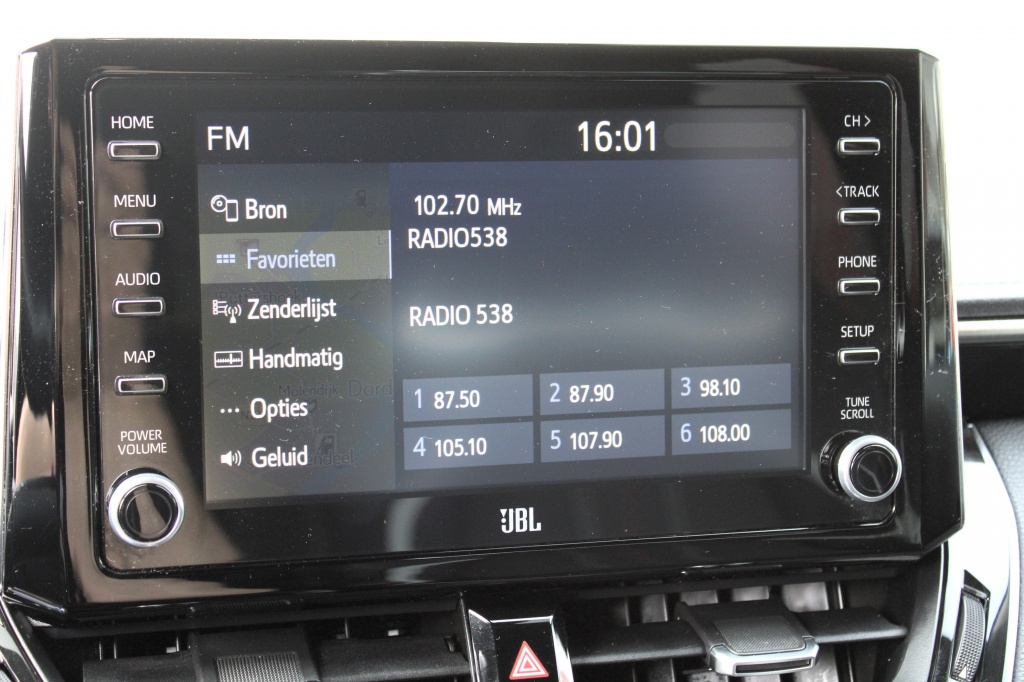 HOME
MENU
AUDIO
MAP
POWER
VOLUME
FM
16:01
Bron
Favorieten
Zenderlijst
Handmatig
Opties
Geluid
102.70 MHz
RADIO538
RADIO 538
1 87.50
2 87.90
3 98.10
4 105.10
5 107.90
6 108.00
CH >
< TRACK
PHONE
SETUP
TUNE
SCROLL
JBL